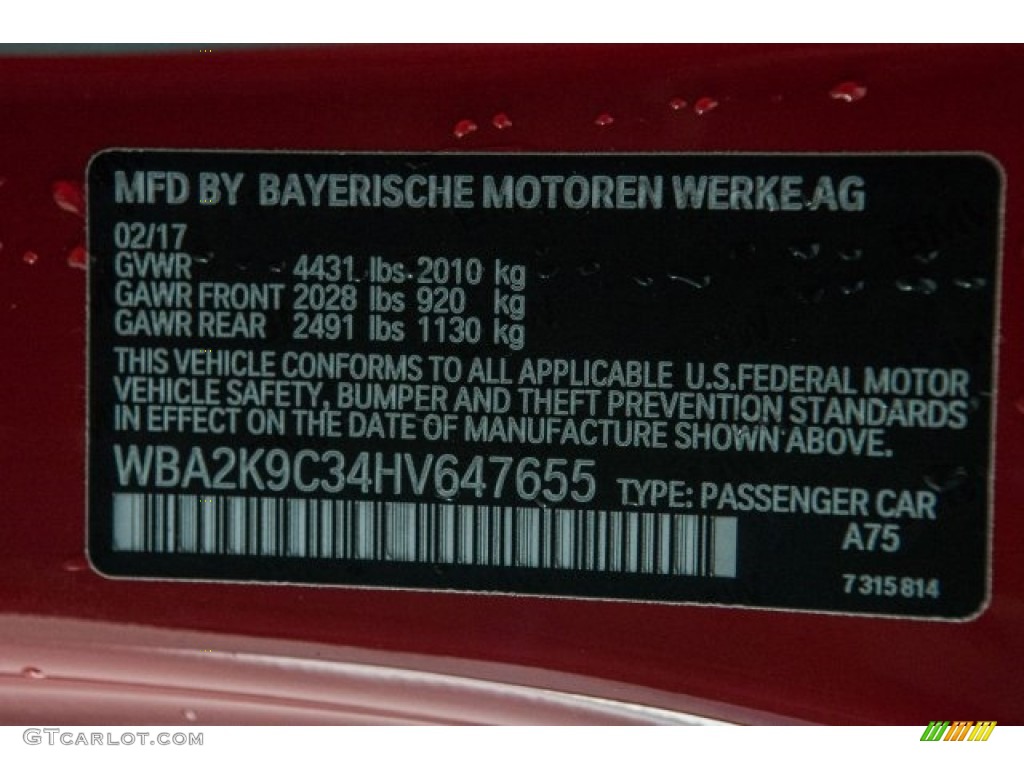 MFD BY BAYERISCHE MOTOREN WERKE AG
02/17
GVWR 4431 lbs 2010 kg
GAWR FRONT 2028 lbs 920 kg
GAWR REAR 2491 lbs 1130 kg
THIS VEHICLE CONFORMS TO ALL APPLICABLE U.S.FEDERAL MOTOR
VEHICLE SAFETY, BUMPER AND THEFT PREVENTION STANDARDS
IN EFFECT ON THE DATE OF MANUFACTURE SHOWN ABOVE.
WBA2K9C34HV647655 TYPE: PASSENGER CAR
A75
7315814
GTCARLOT.COM